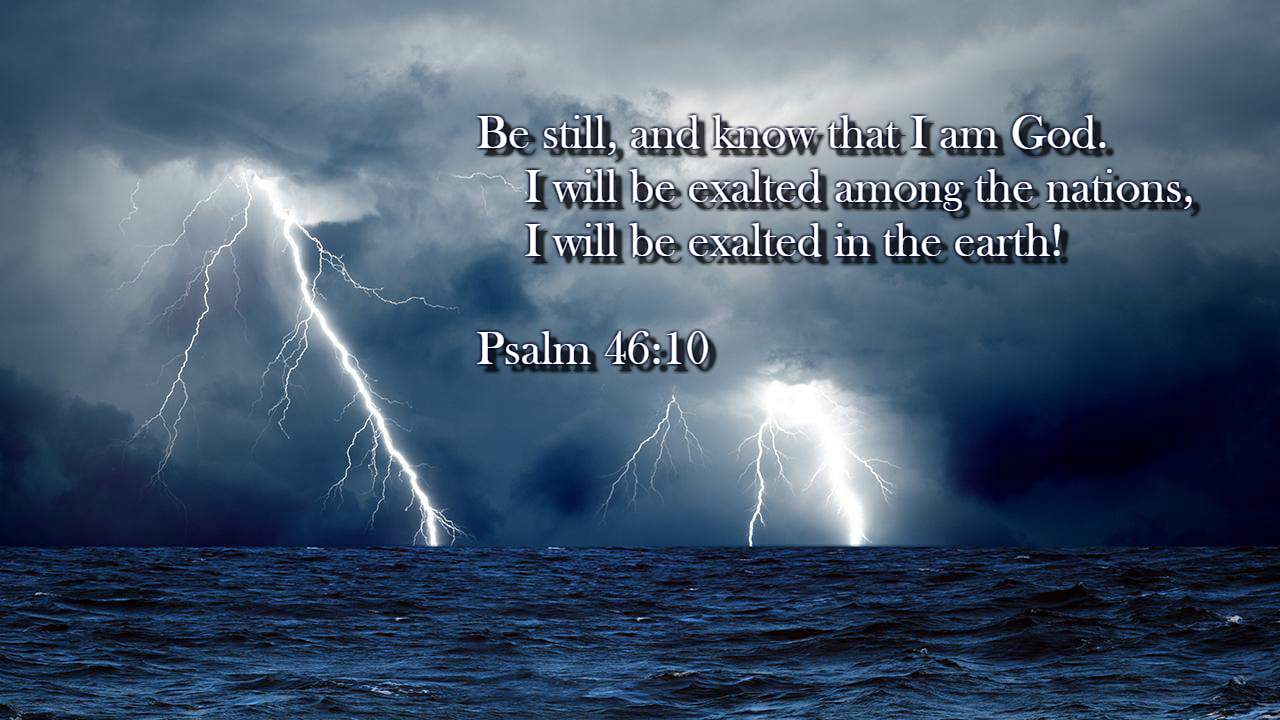 Be still, and know that I am God.
I will be exalted among the nations,
I will be exalted in the earth!
Psalm 46:10